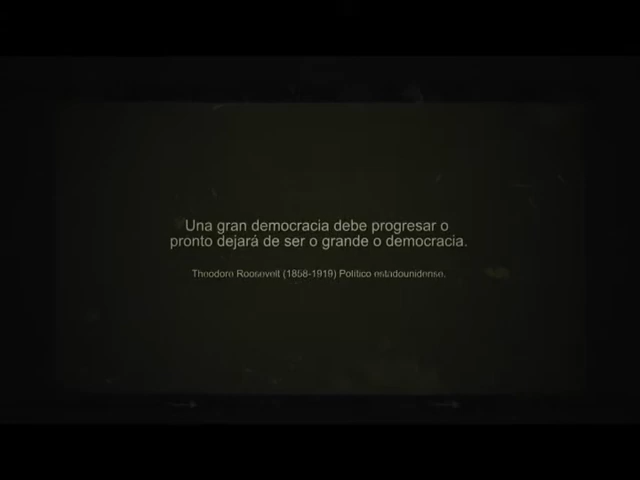 Una gran democracia debe progresar o
pronto dejará de ser o grande o democracia.
Theodore Roosevelt (1858-1919) Político estadounidense.